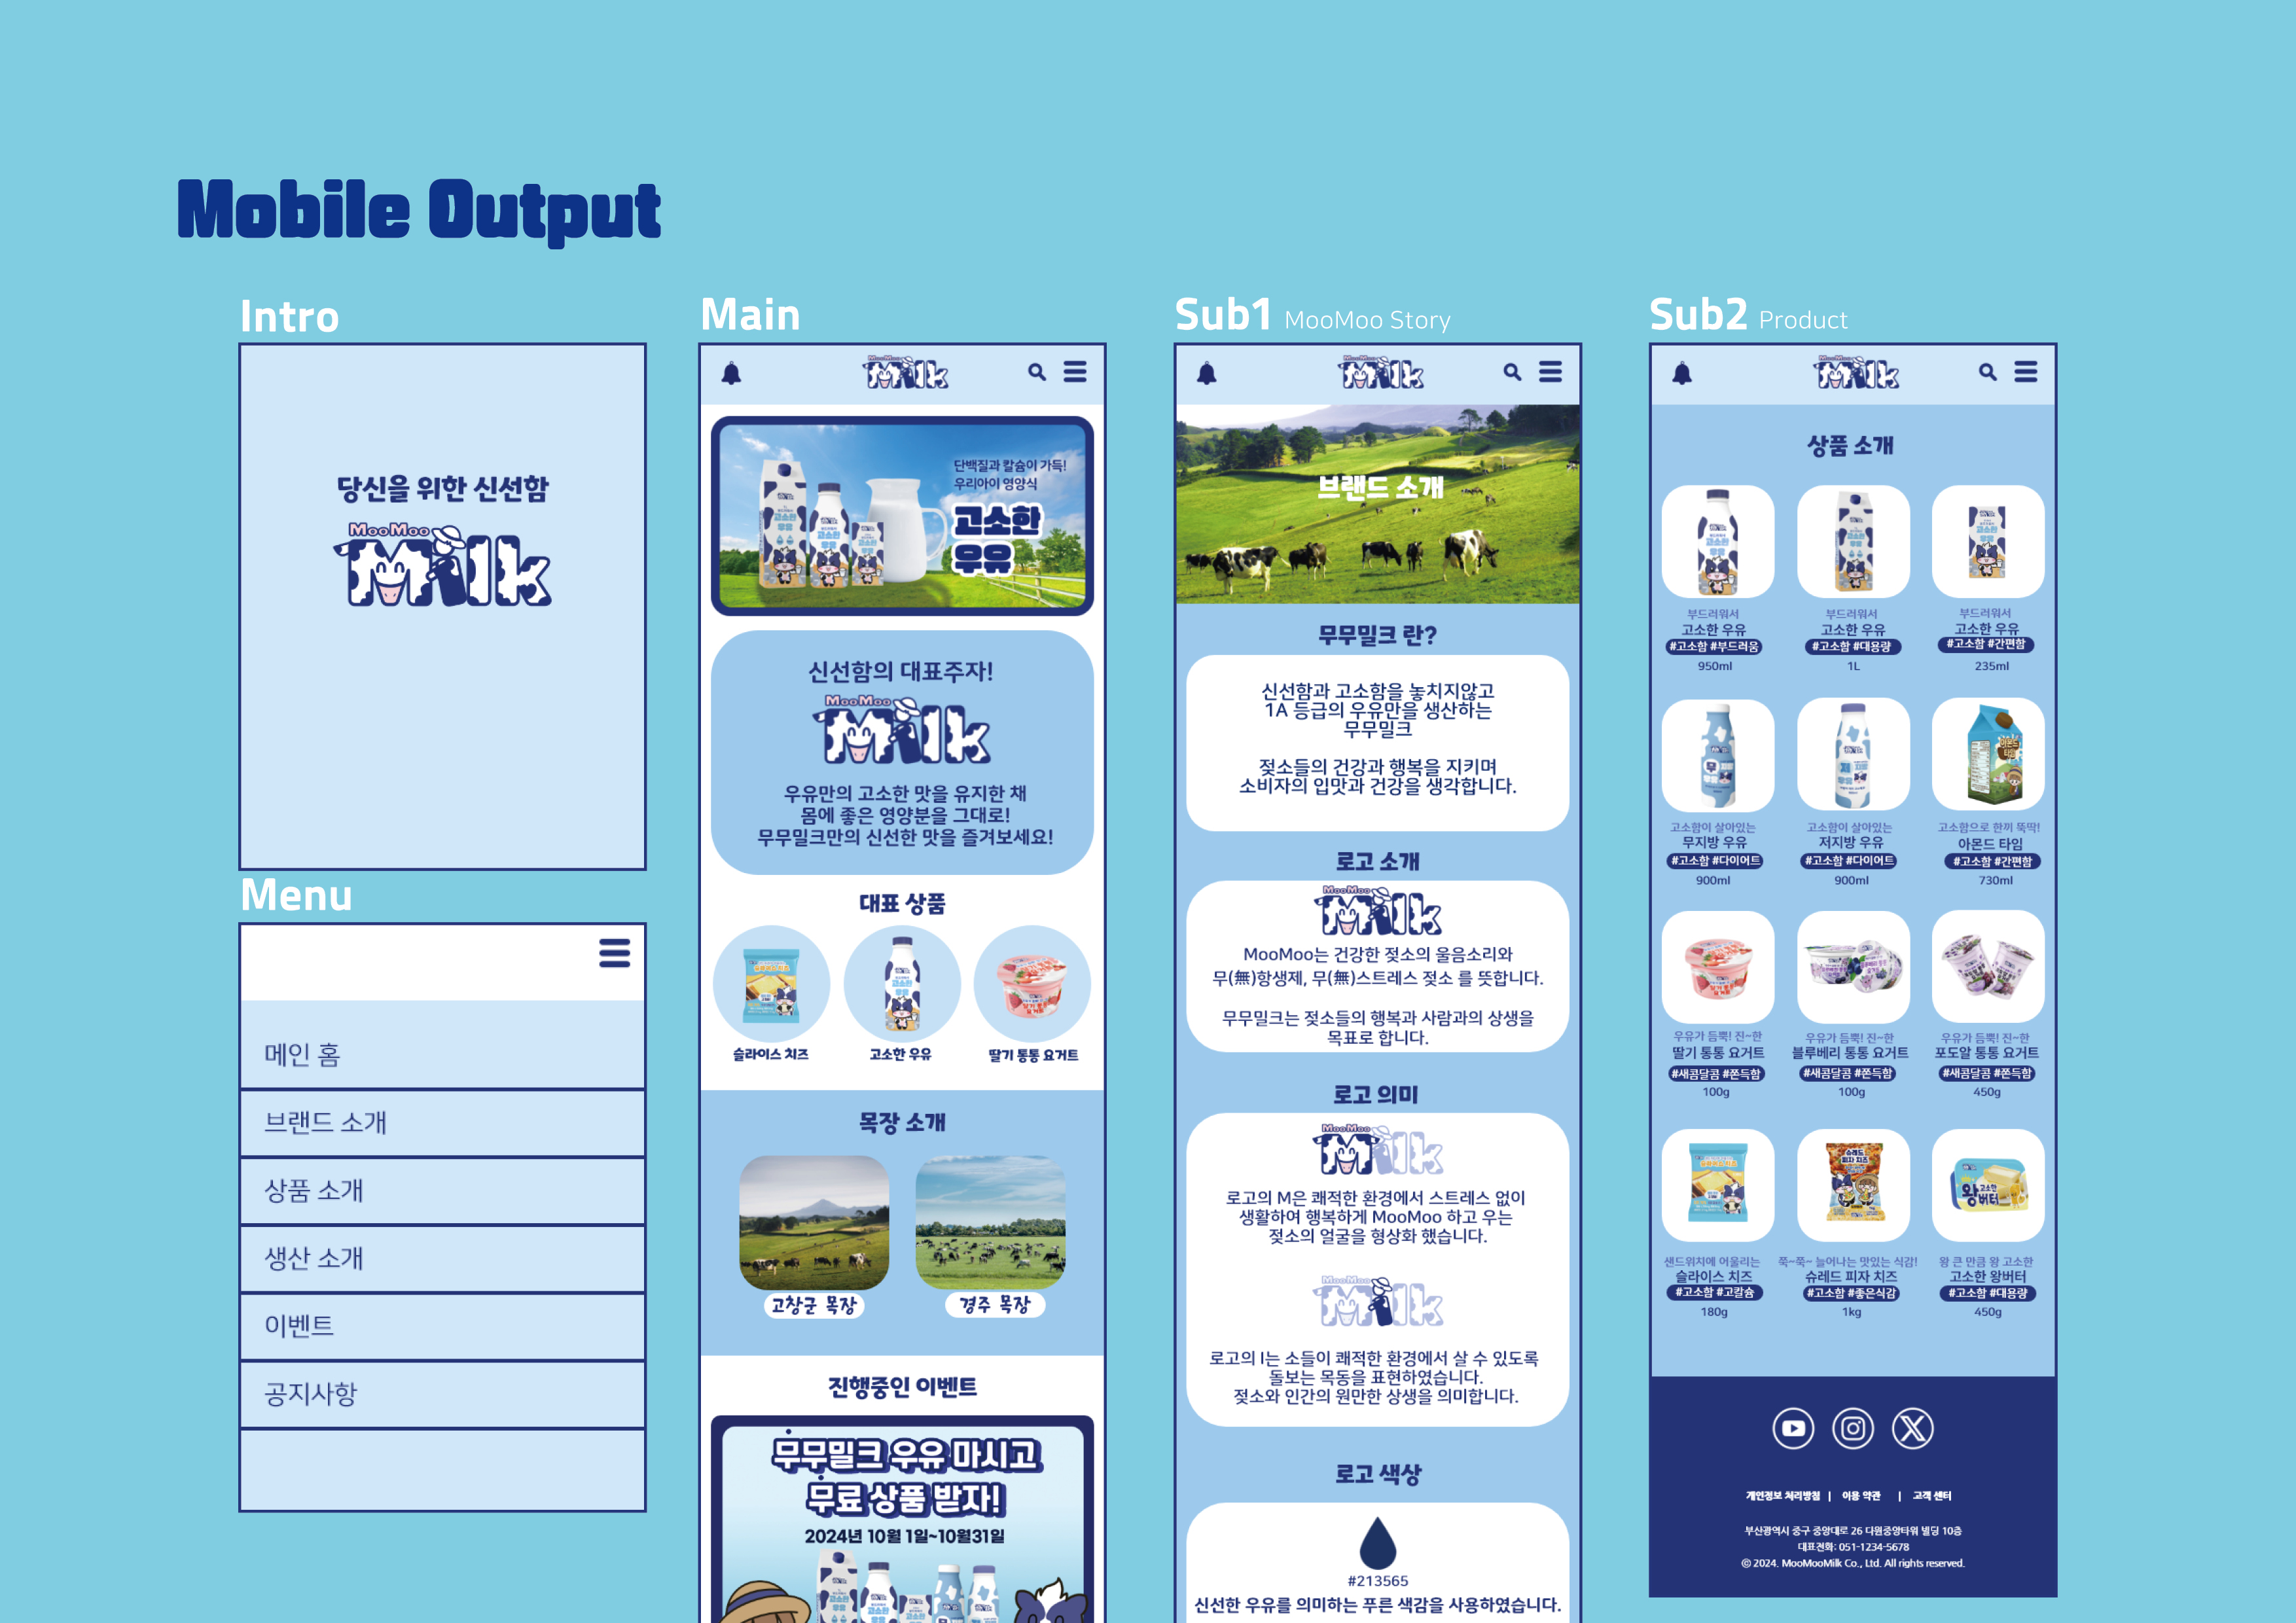 Mobile Output
Intro
당신을 위한 신선함
MooMoo
Milk
Menu
메인 홈
브랜드 소개
상품 소개
생산 소개
이벤트
공지사항
Main
MooMoo
Milk
단백질과 칼슘이 가득!
우리아이 영양식
고소한
우유
신선함의 대표주자!
MooMoo
Milk
우유만의 고소한 맛을 유지한 채
몸에 좋은 영양분을 그대로!
무무밀크만의 신선한 맛을 즐겨보세요!
대표 상품
슬라이스 치즈
고소한 우유
딸기 통통 요거트
목장 소개
고창군 목장
경주 목장
진행중인 이벤트
무무밀크 우유 마시고
무료 상품 받자!
2024년 10월 1일~10월31일
Sub1 MooMoo Story
MooMoo
Milk
브랜드 소개
무무밀크 란?
신선함과 고소함을 놓치지않고
1A 등급의 우유만을 생산하는
무무밀크
젖소들의 건강과 행복을 지키며
소비자의 입맛과 건강을 생각합니다.
로고 소개
MooMoo
Milk
MooMoo는 건강한 젖소의 울음소리와
무(無)항생제, 무(無)스트레스 젖소 를 뜻합니다.
무무밀크는 젖소들의 행복과 사람과의 상생을
목표로 합니다.
로고 의미
MooMoo
Milk
로고의 M은 쾌적한 환경에서 스트레스 없이
생활하여 행복하게 MooMoo 하고 우는
젖소의 얼굴을 형상화 했습니다.
MooMoo
Milk
로고의 I는 소들이 쾌적한 환경에서 살 수 있도록
돌보는 목동을 표현하였습니다.
젖소와 인간의 원만한 상생을 의미합니다.
로고 색상
#213565
신선한 우유를 의미하는 푸른 색감을 사용하였습니다.
Sub2 Product
MooMoo
Milk
상품 소개
부드러워서
고소한 우유
#고소함 #부드러움
950ml
부드러워서
고소한 우유
#고소함 #대용량
1L
부드러워서
고소한 우유
#고소함 #간편함
235ml
고소함이 살아있는
무지방 우유
#고소함 #다이어트
900ml
고소함이 살아있는
저지방 우유
#고소함 #다이어트
900ml
고소함으로 한끼 뚝딱!
아몬드 타임
#고소함 #간편함
730ml
우유가 듬뿍! 진~한
딸기 통통 요거트
#새콤달콤 #쫀득함
100g
우유가 듬뿍! 진~한
블루베리 통통 요거트
#새콤달콤 #쫀득함
100g
우유가 듬뿍! 진~한
포도알 통통 요거트
#새콤달콤 #쫀득함
450g
샌드위치에 어울리는
슬라이스 치즈
#고소함 #고칼슘
180g
쭉~쭉~ 늘어나는 맛있는 식감!
슈레드 피자 치즈
#고소함 #좋은식감
1kg
왕 큰 만큼 왕 고소한
고소한 왕버터
#고소함 #대용량
450g
개인정보 처리방침 | 이용 약관 | 고객 센터
부산광역시 중구 중앙대로 26 다원중앙타워 빌딩 10층
대표전화: 051-1234-5678
© 2024. MooMooMilk Co., Ltd. All rights reserved.